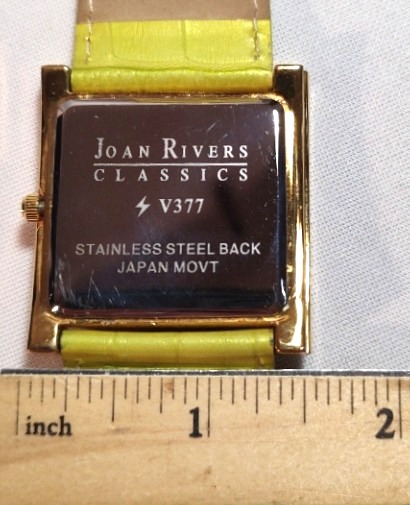 JOAN RIVERS
CLASSICS
⚡ V377
STAINLESS STEEL BACK
JAPAN MOVT
inch 1 2